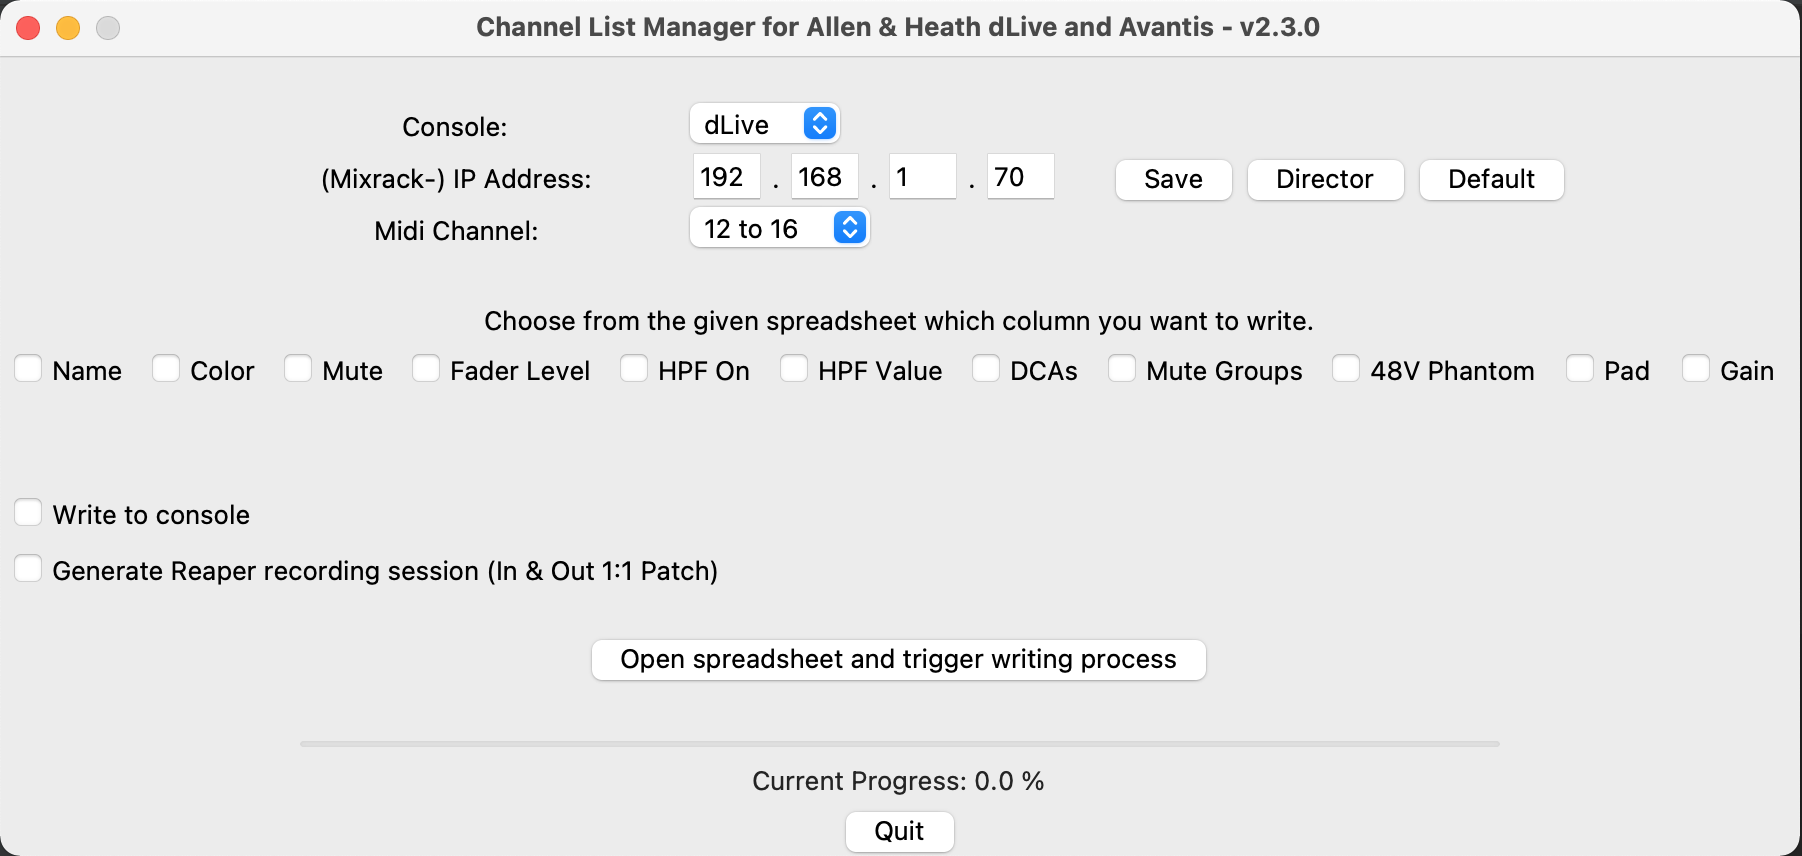 Channel List Manager for Allen & Heath dLive and Avantis - v2.3.0
Console: dLive
(Mixrack-) IP Address: 192 . 168 . 1 . 70 Save Director Default
Midi Channel: 12 to 16
Choose from the given spreadsheet which column you want to write.
Name Color Mute Fader Level HPF On HPF Value DCAs Mute Groups 48V Phantom Pad Gain
Write to console
Generate Reaper recording session (In & Out 1:1 Patch)
Open spreadsheet and trigger writing process
Current Progress: 0.0 %
Quit